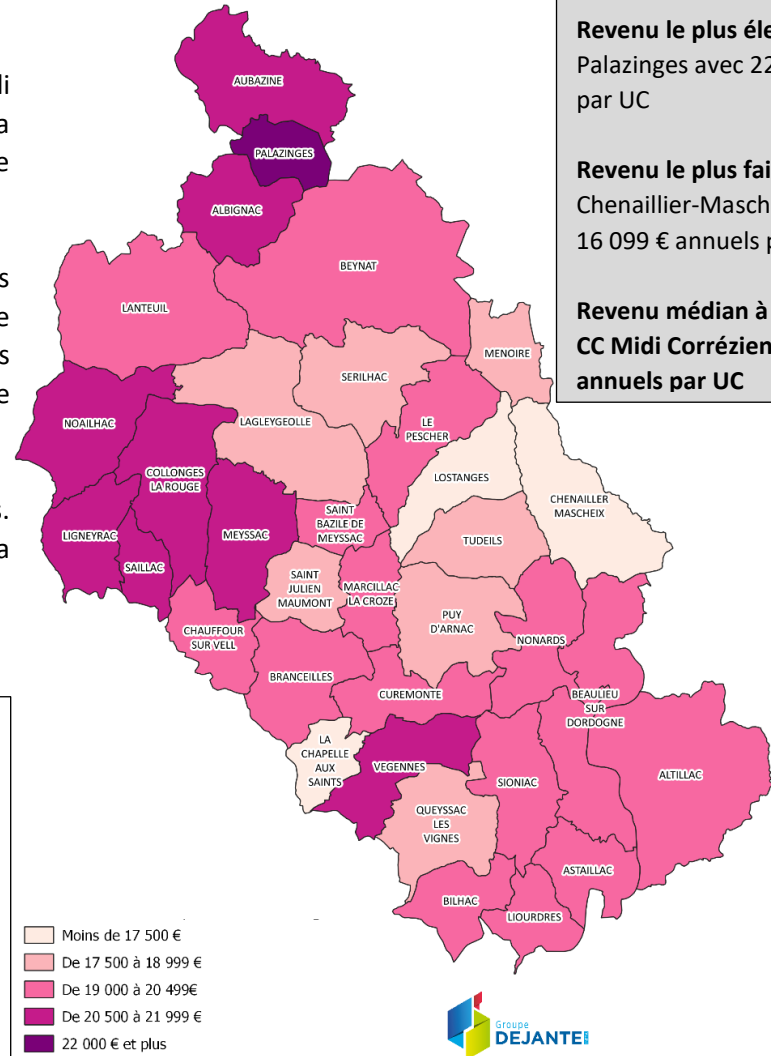 di
a
e
s
e
s
e
s.
a
Revenu le plus éle
Palazinges avec 22
par UC
Revenu le plus fai
Chenaillier-Masch
16 099 € annuels p
Revenu médian à
CC Midi Corrézien
annuels par UC
AUBAZINE
PALAZINGES
ALBIGNAC
BEYNAT
LANTEUIL
MENOIRE
SERILHAC
NOAILHAC
LAGLEYGEOLLE
LE
PESCHER
COLLONGES
LA ROUGE
LOSTANGES
CHENAILLER
MASCHEIX
LIGNEYRAC
MEYSSAC
SAINT
BAZILE DE
MEYSSAC
TUDEILS
SAILLAC
SAINT
JULIEN
MAUMONT
MARCILLAC
LA CROZE
PUY
D'ARNAC
CHAUFFOUR
SUR VELL
NONARDS
BRANCEILLES
CUREMONTE
BEAULIEU
SUR
DORDOGNE
LA
CHAPELLE
AUX
SAINTS
VEGENNES
SIONIAC
ALTILLAC
QUEYSSAC
LES
VIGNES
ASTAILLAC
BILHAC
LIOURDRES
Moins de 17 500 €
De 17 500 à 18 999 €
De 19 000 à 20 499€
De 20 500 à 21 999 €
22 000 € et plus
Groupe
DEJANTE